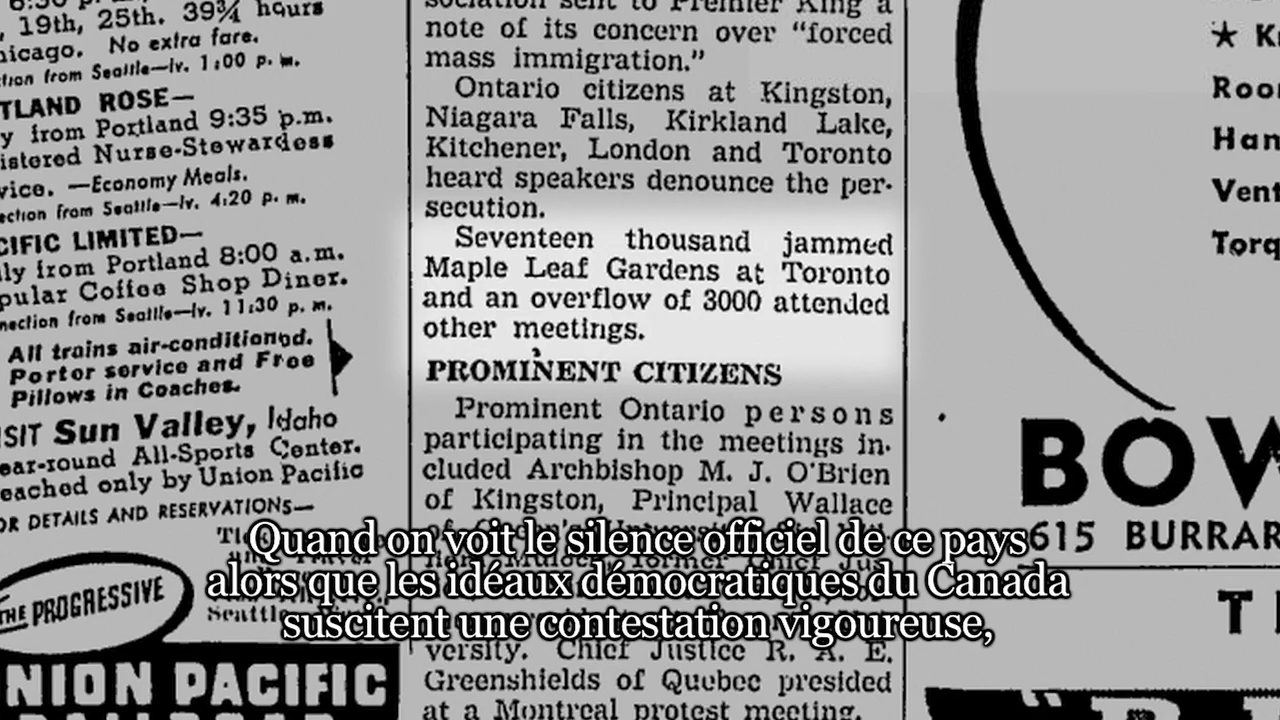 , 19th, 25th. 39¾ hours
hicago. No extra fare.
ction from Seattle—lv. 1:00 p. m.
TLAND ROSE—
y from Portland 9:35 p.m.
istered Nurse-Stewardess
vice. —Economy Meals.
ection from Seattle—lv. 4:20 p. m.
CIFIC LIMITED—
ily from Portland 8:00 a.m.
pular Coffee Shop Diner.
nection from Seattle—lv. 11:30 p. m.
All trains air-conditioned.
Porter service and Free
Pillows in Coaches.
ISIT Sun Valley, Idaho
ear-round All-Sports Center.
eached only by Union Pacific
OR DETAILS AND RESERVATIONS—
THE PROGRESSIVE
NION PACIFIC
sociation sent to Premier King a
note of its concern over “forced
mass immigration.”
Ontario citizens at Kingston,
Niagara Falls, Kirkland Lake,
Kitchener, London and Toronto
heard speakers denounce the per-
secution.
Seventeen thousand jammed
Maple Leaf Gardens at Toronto
and an overflow of 3000 attended
other meetings.
PROMINENT CITIZENS
Prominent Ontario persons
participating in the meetings in-
cluded Archbishop M. J. O'Brien
of Kingston, Principal Wallace
versity. Chief Justice R. A. E.
Greenshields of Quebec presided
at a Montreal protest meeting.
★ K
Roo
Han
Vent
Torq
BOW
615 BURRAR
T
Quand on voit le silence officiel de ce pays
alors que les idéaux démocratiques du Canada
suscitent une contestation vigoureuse,